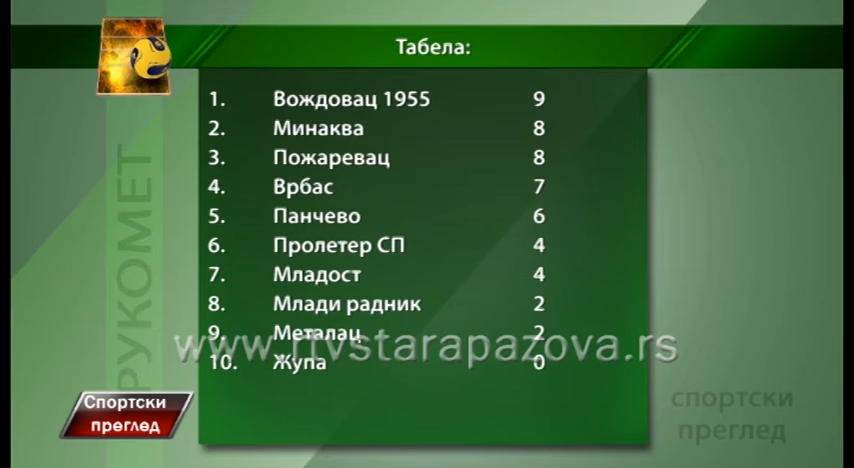 Табела:
1. Вождовац 1955 9
2. Минаква 8
3. Пожаревац 8
4. Врбас 7
5. Панчево 6
6. Пролетер СП 4
7. Младост 4
8. Млади радник 2
9. Металац 2
www.rtvstarapazova.rs
10. Жупа 0
РУКОМЕТ
Спортски
преглед
спортски
преглед